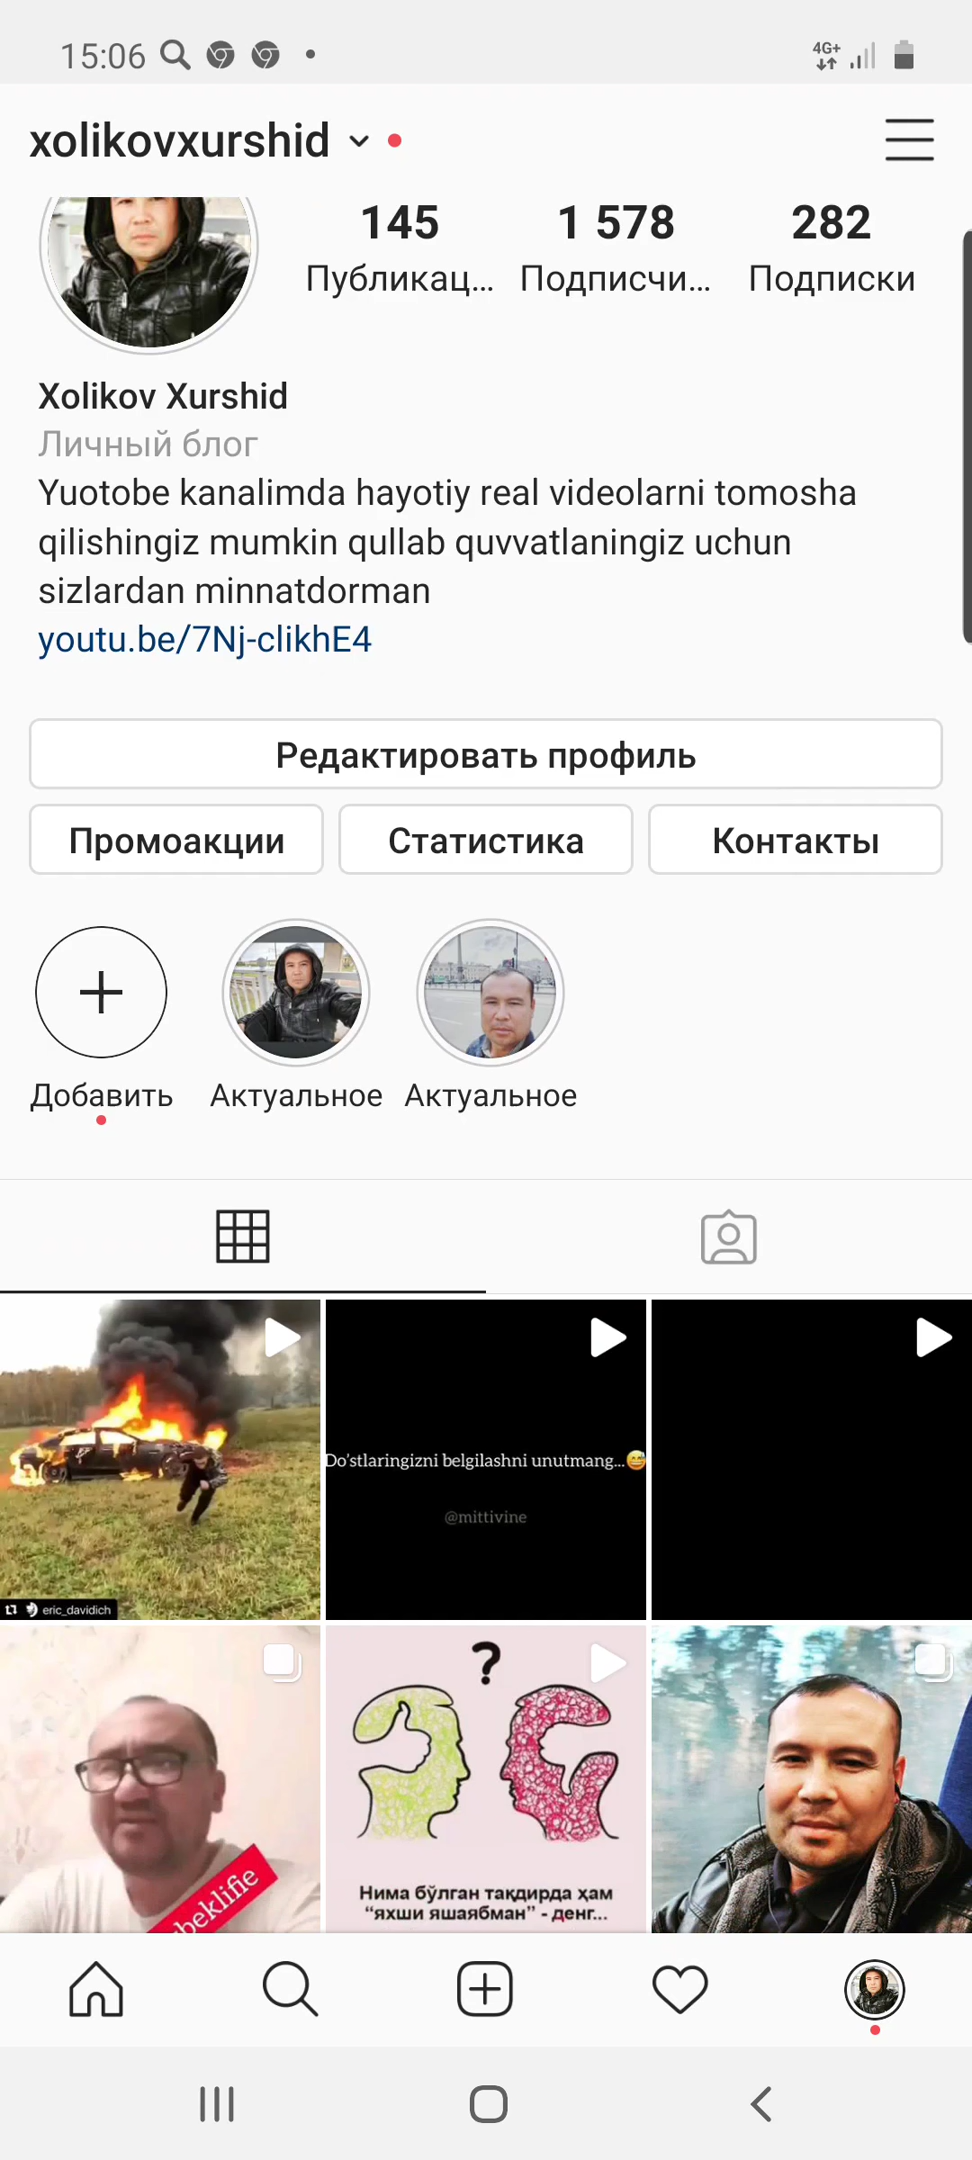 15:06
4G+
xolikovxurshid
145
1 578
282
Публикац...
Подписчи...
Подписки
Xolikov Xurshid
Личный блог
Yuotobe kanalimda hayotiy real videolarni tomosha
qilishingiz mumkin qullab quvvatlaningiz uchun
sizlardan minnatdorman
youtu.be/7Nj-clikhE4
Редактировать профиль
Промоакции
Статистика
Контакты
Добавить
Актуальное
Актуальное
Do'stlaringizni belgilashni unutmang...😅
@mittivine
eric_davidich
?
beklifie
Нима бўлган тақдирда ҳам
“яхши яшаябман” - денг...